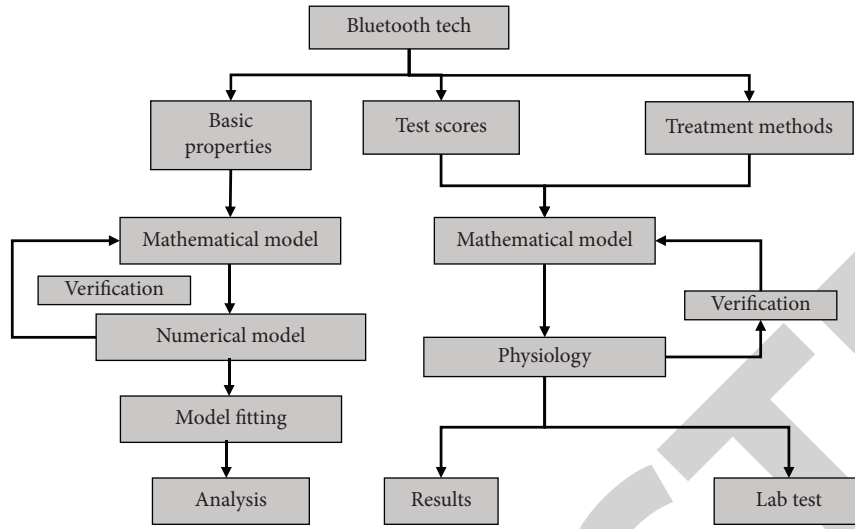 Bluetooth tech
Basic
properties
Test scores
Treatment methods
Mathematical model
Mathematical model
Verification
Verification
Numerical model
Physiology
Model fitting
Analysis
Results
Lab test